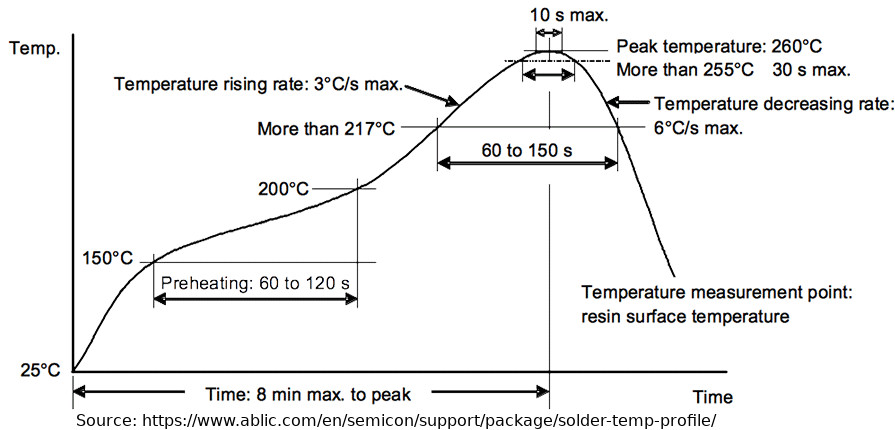 10 s max.
Temp.
Peak temperature: 260°C
More than 255°C 30 s max.
Temperature rising rate: 3°C/s max.
Temperature decreasing rate:
6°C/s max.
More than 217°C
60 to 150 s
200°C
150°C
Preheating: 60 to 120 s
Temperature measurement point:
resin surface temperature
25°C
Time: 8 min max. to peak
Time
Source: https://www.ablic.com/en/semicon/support/package/solder-temp-profile/